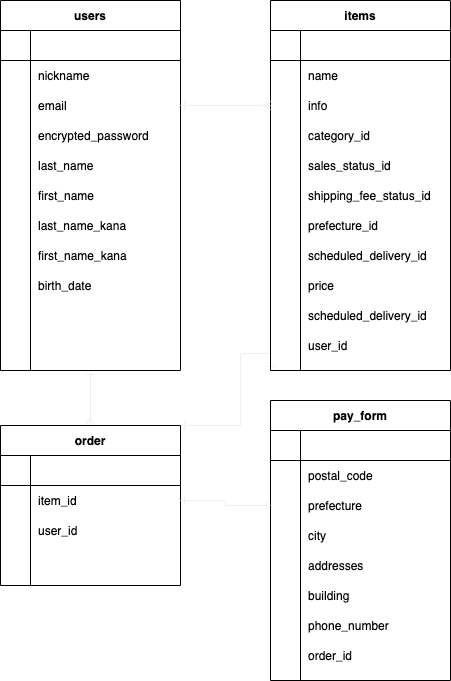 users
nickname
email
encrypted_password
last_name
first_name
last_name_kana
first_name_kana
birth_date
items
name
info
category_id
sales_status_id
shipping_fee_status_id
prefecture_id
scheduled_delivery_id
price
scheduled_delivery_id
user_id
order
item_id
user_id
pay_form
postal_code
prefecture
city
addresses
building
phone_number
order_id